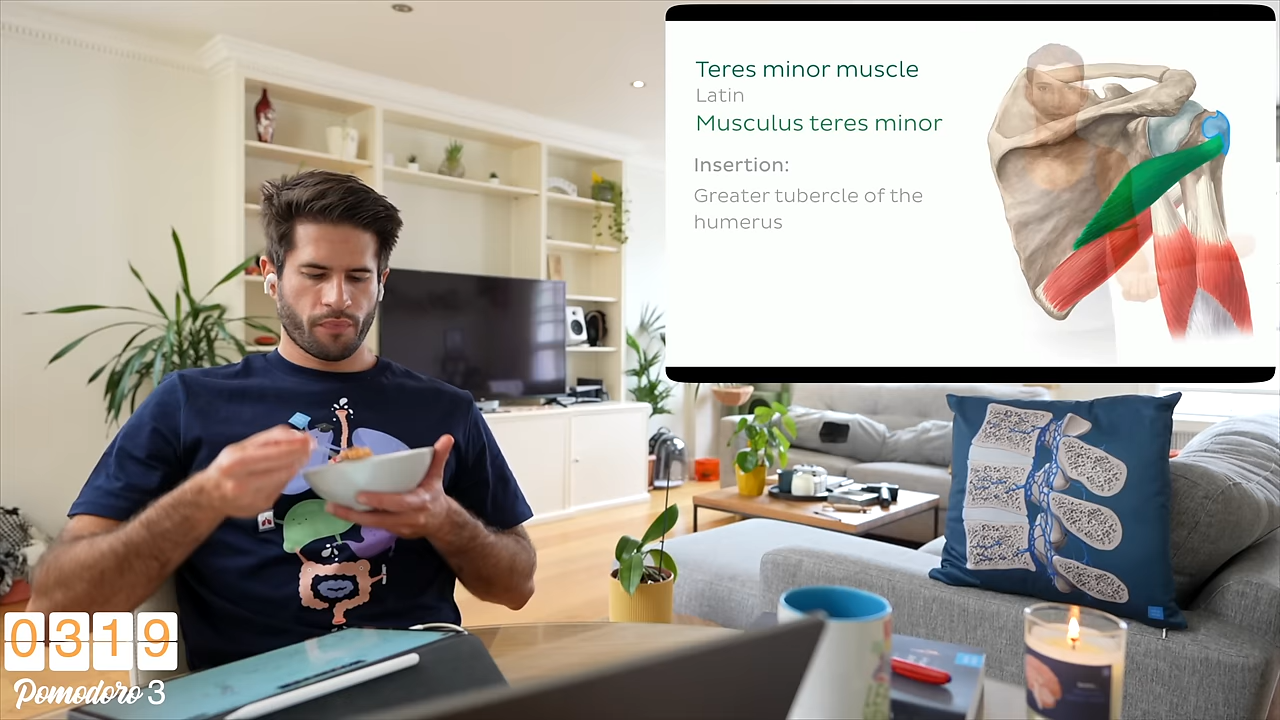 Teres minor muscle
Latin
Musculus teres minor
Insertion:
Greater tubercle of the
humerus
0319
Pomodoro 3